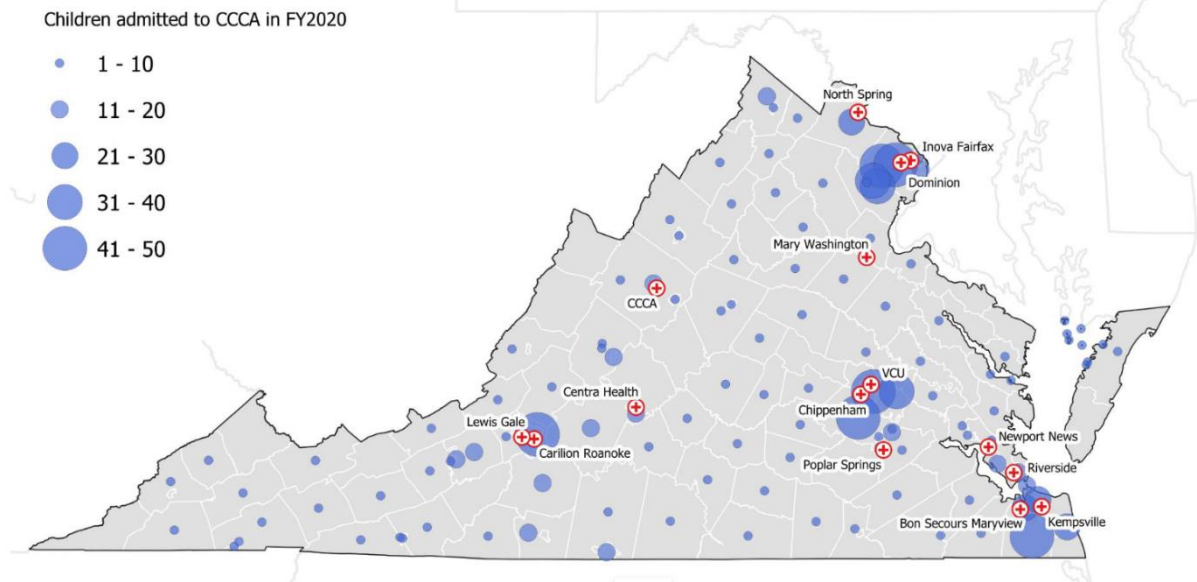 Children admitted to CCCA in FY2020
1 - 10
11 - 20
21 - 30
31 - 40
41 - 50
North Spring
Inova Fairfax
Dominion
Mary Washington
CCCA
VCU
Centra Health
Chippenham
Lewis Gale
Carilion Roanoke
Newport News
Poplar Springs
Riverside
Bon Secours Maryview
Kempsville